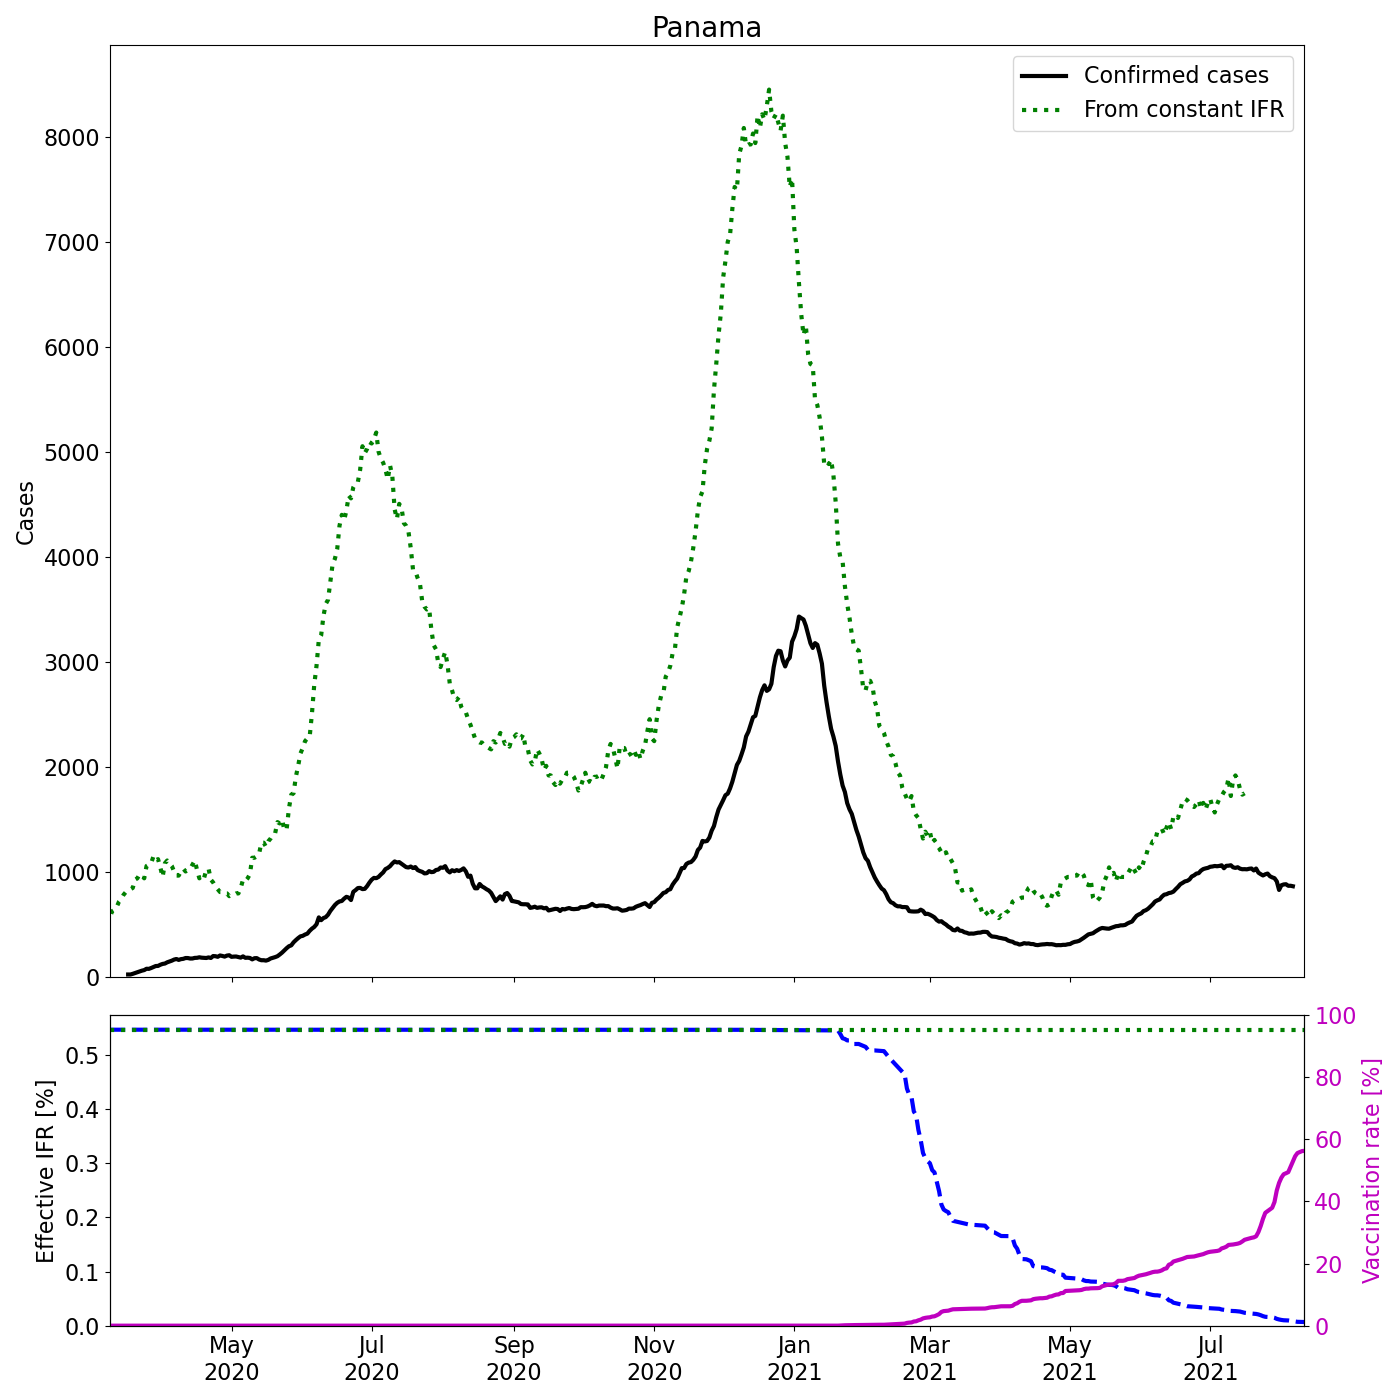 Panama
Confirmed cases
From constant IFR
8000
7000
6000
5000
4000
3000
2000
1000
0
Cases
0.5
0.4
0.3
0.2
0.1
0.0
Effective IFR [%]
100
80
60
40
20
0
Vaccination rate [%]
May Jul Sep Nov Jan Mar May Jul
2020 2020 2020 2020 2021 2021 2021 2021